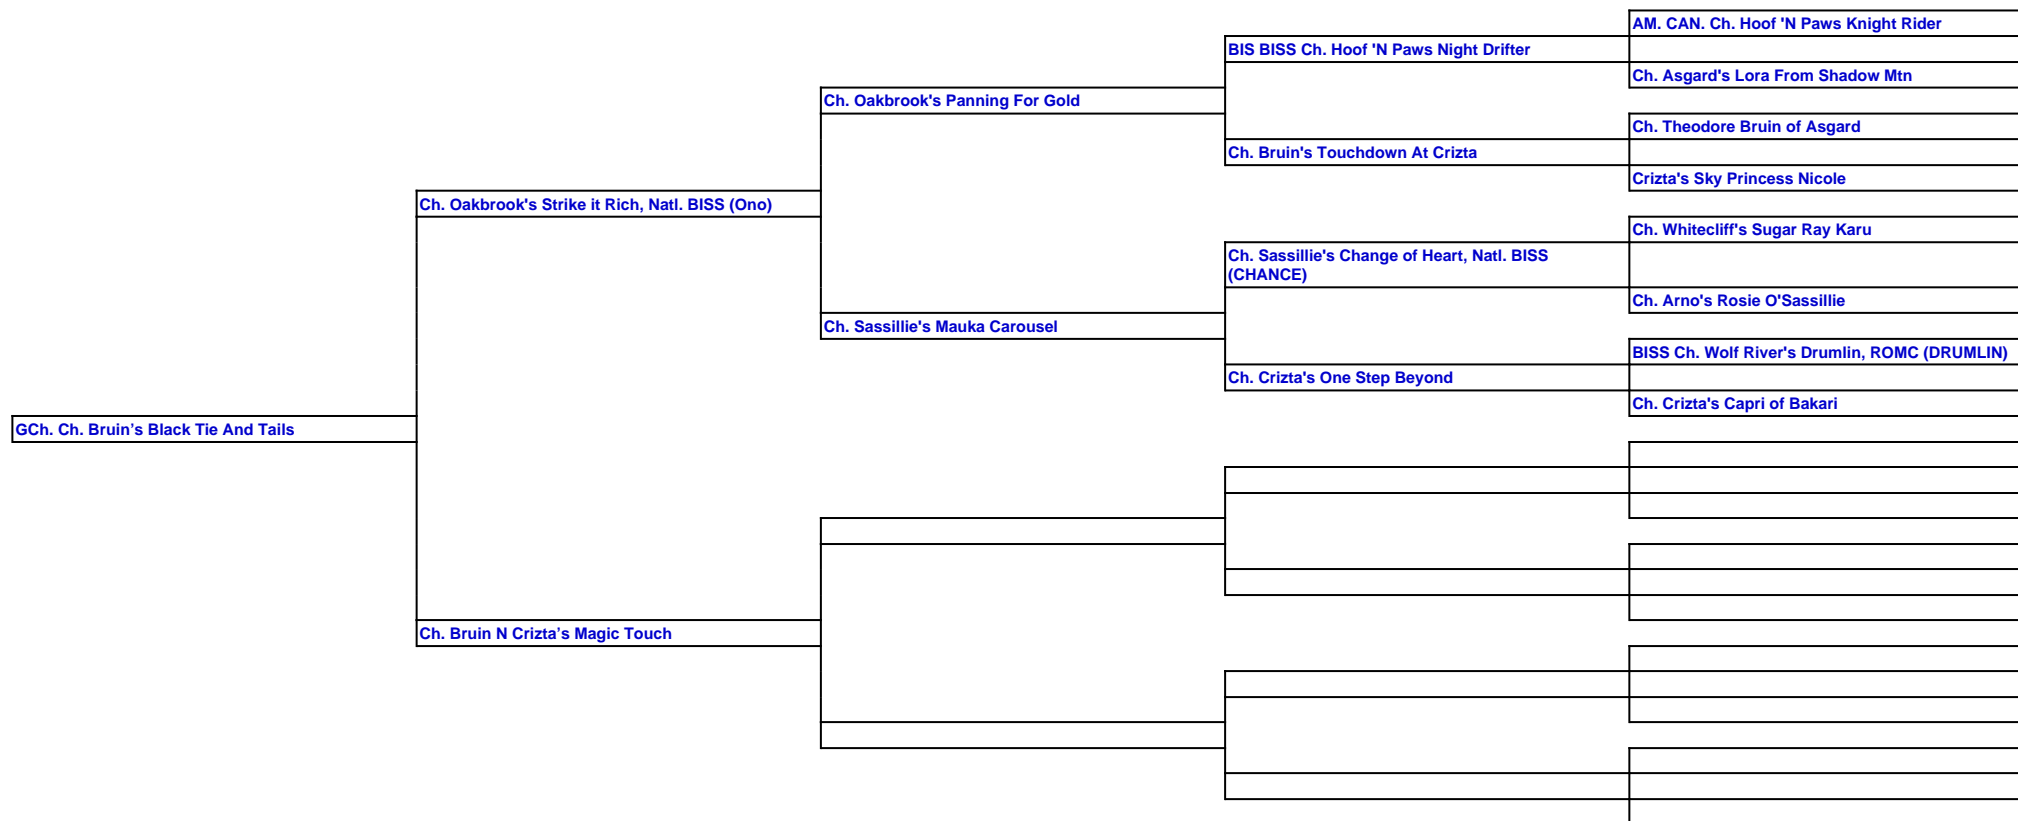 AM. CAN. Ch. Hoof 'N Paws Knight Rider
BIS BISS Ch. Hoof 'N Paws Night Drifter
Ch. Asgard's Lora From Shadow Mtn
Ch. Oakbrook's Panning For Gold
Ch. Theodore Bruin of Asgard
Ch. Bruin's Touchdown At Crizta
Crizta's Sky Princess Nicole
Ch. Oakbrook's Strike it Rich, Natl. BISS (Ono)
Ch. Whitecliff's Sugar Ray Karu
Ch. Sassillie's Change of Heart, Natl. BISS
(CHANCE)
Ch. Arno's Rosie O'Sassillie
Ch. Sassillie's Mauka Carousel
BISS Ch. Wolf River's Drumlin, ROMC (DRUMLIN)
Ch. Crizta's One Step Beyond
Ch. Crizta's Capri of Bakari
GCh. Ch. Bruin’s Black Tie And Tails
Ch. Bruin N Crizta’s Magic Touch